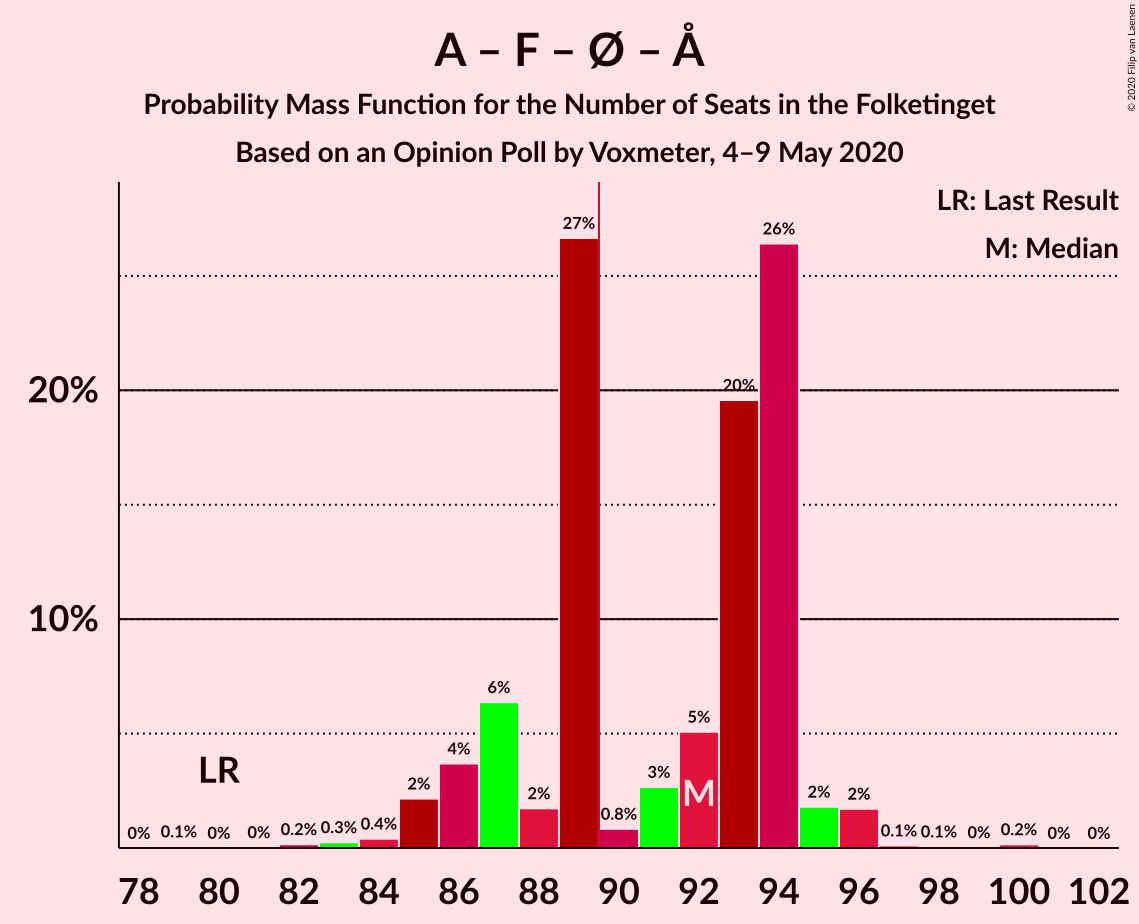 A – F – Ø – Å
Probability Mass Function for the Number of Seats in the Folketinget
Based on an Opinion Poll by Voxmeter, 4–9 May 2020
© 2020 Filip van Laenen
LR: Last Result
M: Median
20%
10%
LR
M
0% 0.1% 0% 0% 0.2% 0.3% 0.4% 2% 4% 6% 2% 27% 0.8% 3% 5% 20% 26% 2% 2% 0.1% 0.1% 0% 0.2% 0% 0%
78 80 82 84 86 88 90 92 94 96 98 100 102